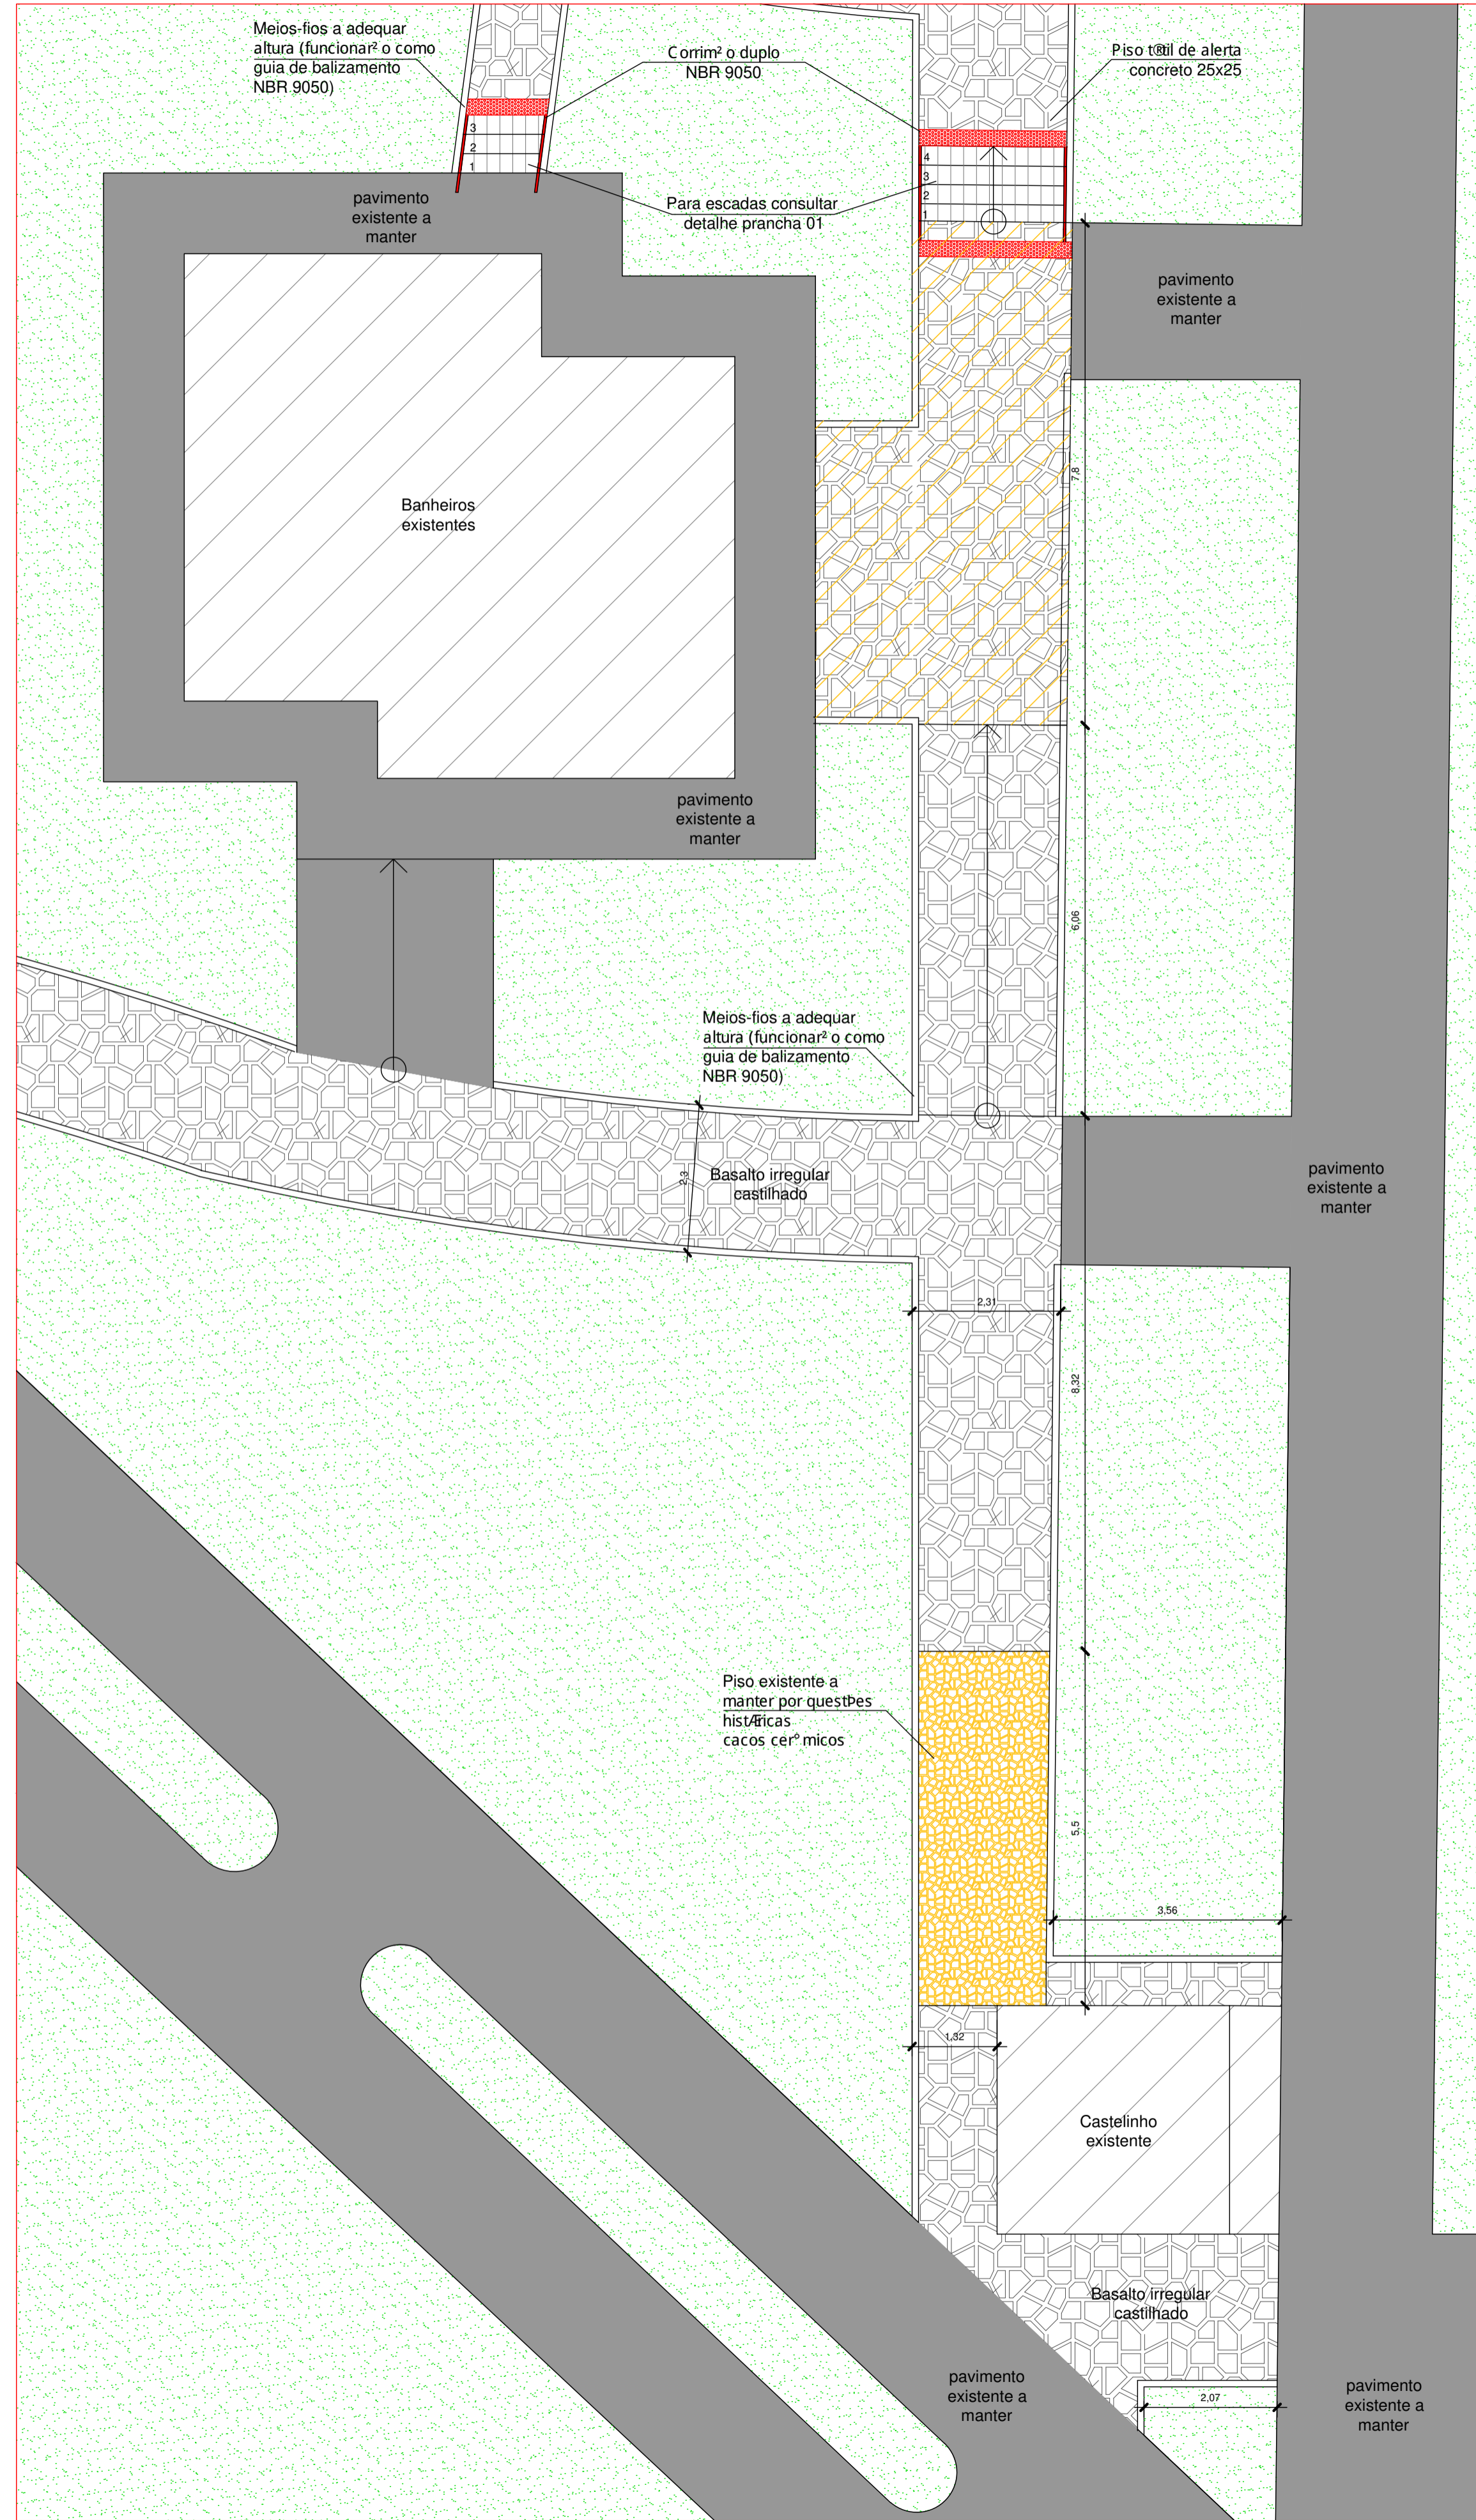 Meios-fios a adequar
altura (funcionar² o como
guia de balizamento
NBR 9050)
Corrim² o duplo
NBR 9050
Piso t®til de alerta
concreto 25x25
3
2
1
4
3
2
1
Para escadas consultar
detalhe prancha 01
pavimento
existente a
manter
pavimento
existente a
manter
7,8
Banheiros
existentes
pavimento
existente a
manter
6,06
Meios-fios a adequar
altura (funcionar² o como
guia de balizamento
NBR 9050)
2,3
Basalto irregular
castilhado
pavimento
existente a
manter
2,31
8,32
Piso existente a
manter por questÞes
histÆricas
cacos cerº micos
5,5
3,56
1,32
Castelinho
existente
Basalto irregular
castilhado
pavimento
existente a
manter
2,07
pavimento
existente a
manter